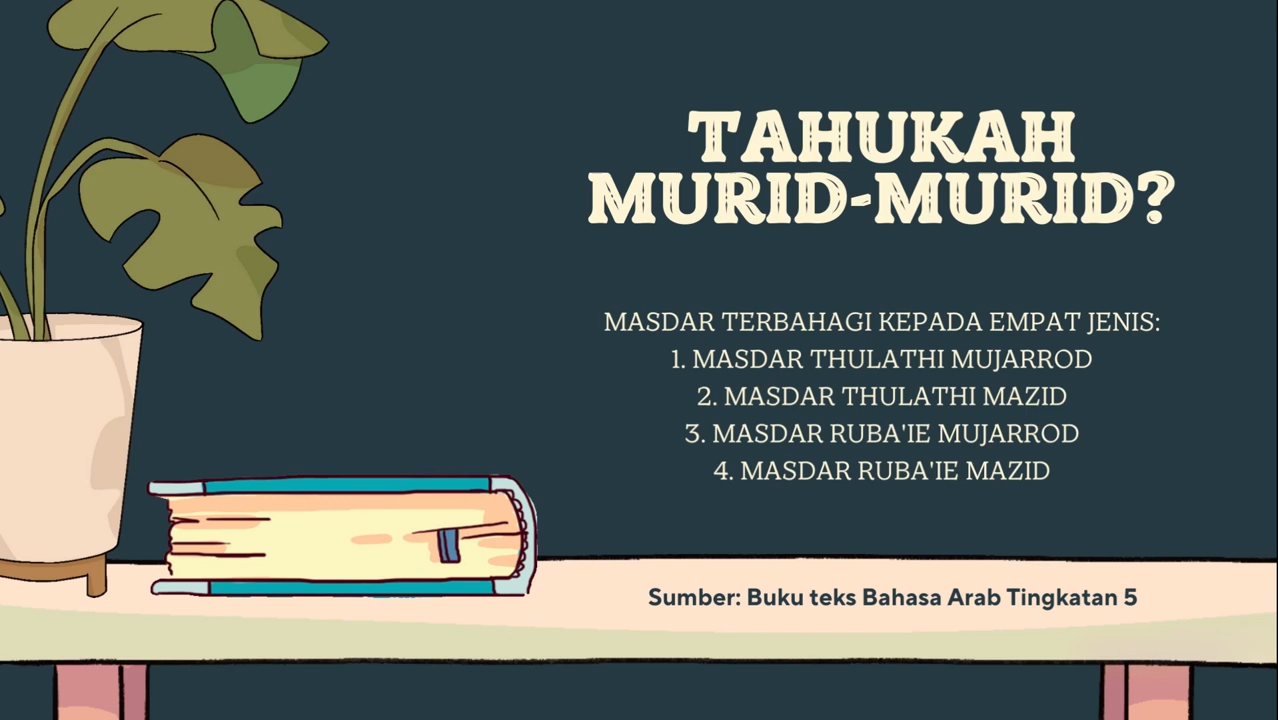 TAHUKAH
MURID-MURID?
MASDAR TERBAHAGI KEPADA EMPAT JENIS:
1. MASDAR THULATHI MUJARROD
2. MASDAR THULATHI MAZID
3. MASDAR RUBA'IE MUJARROD
4. MASDAR RUBA'IE MAZID
Sumber: Buku teks Bahasa Arab Tingkatan 5